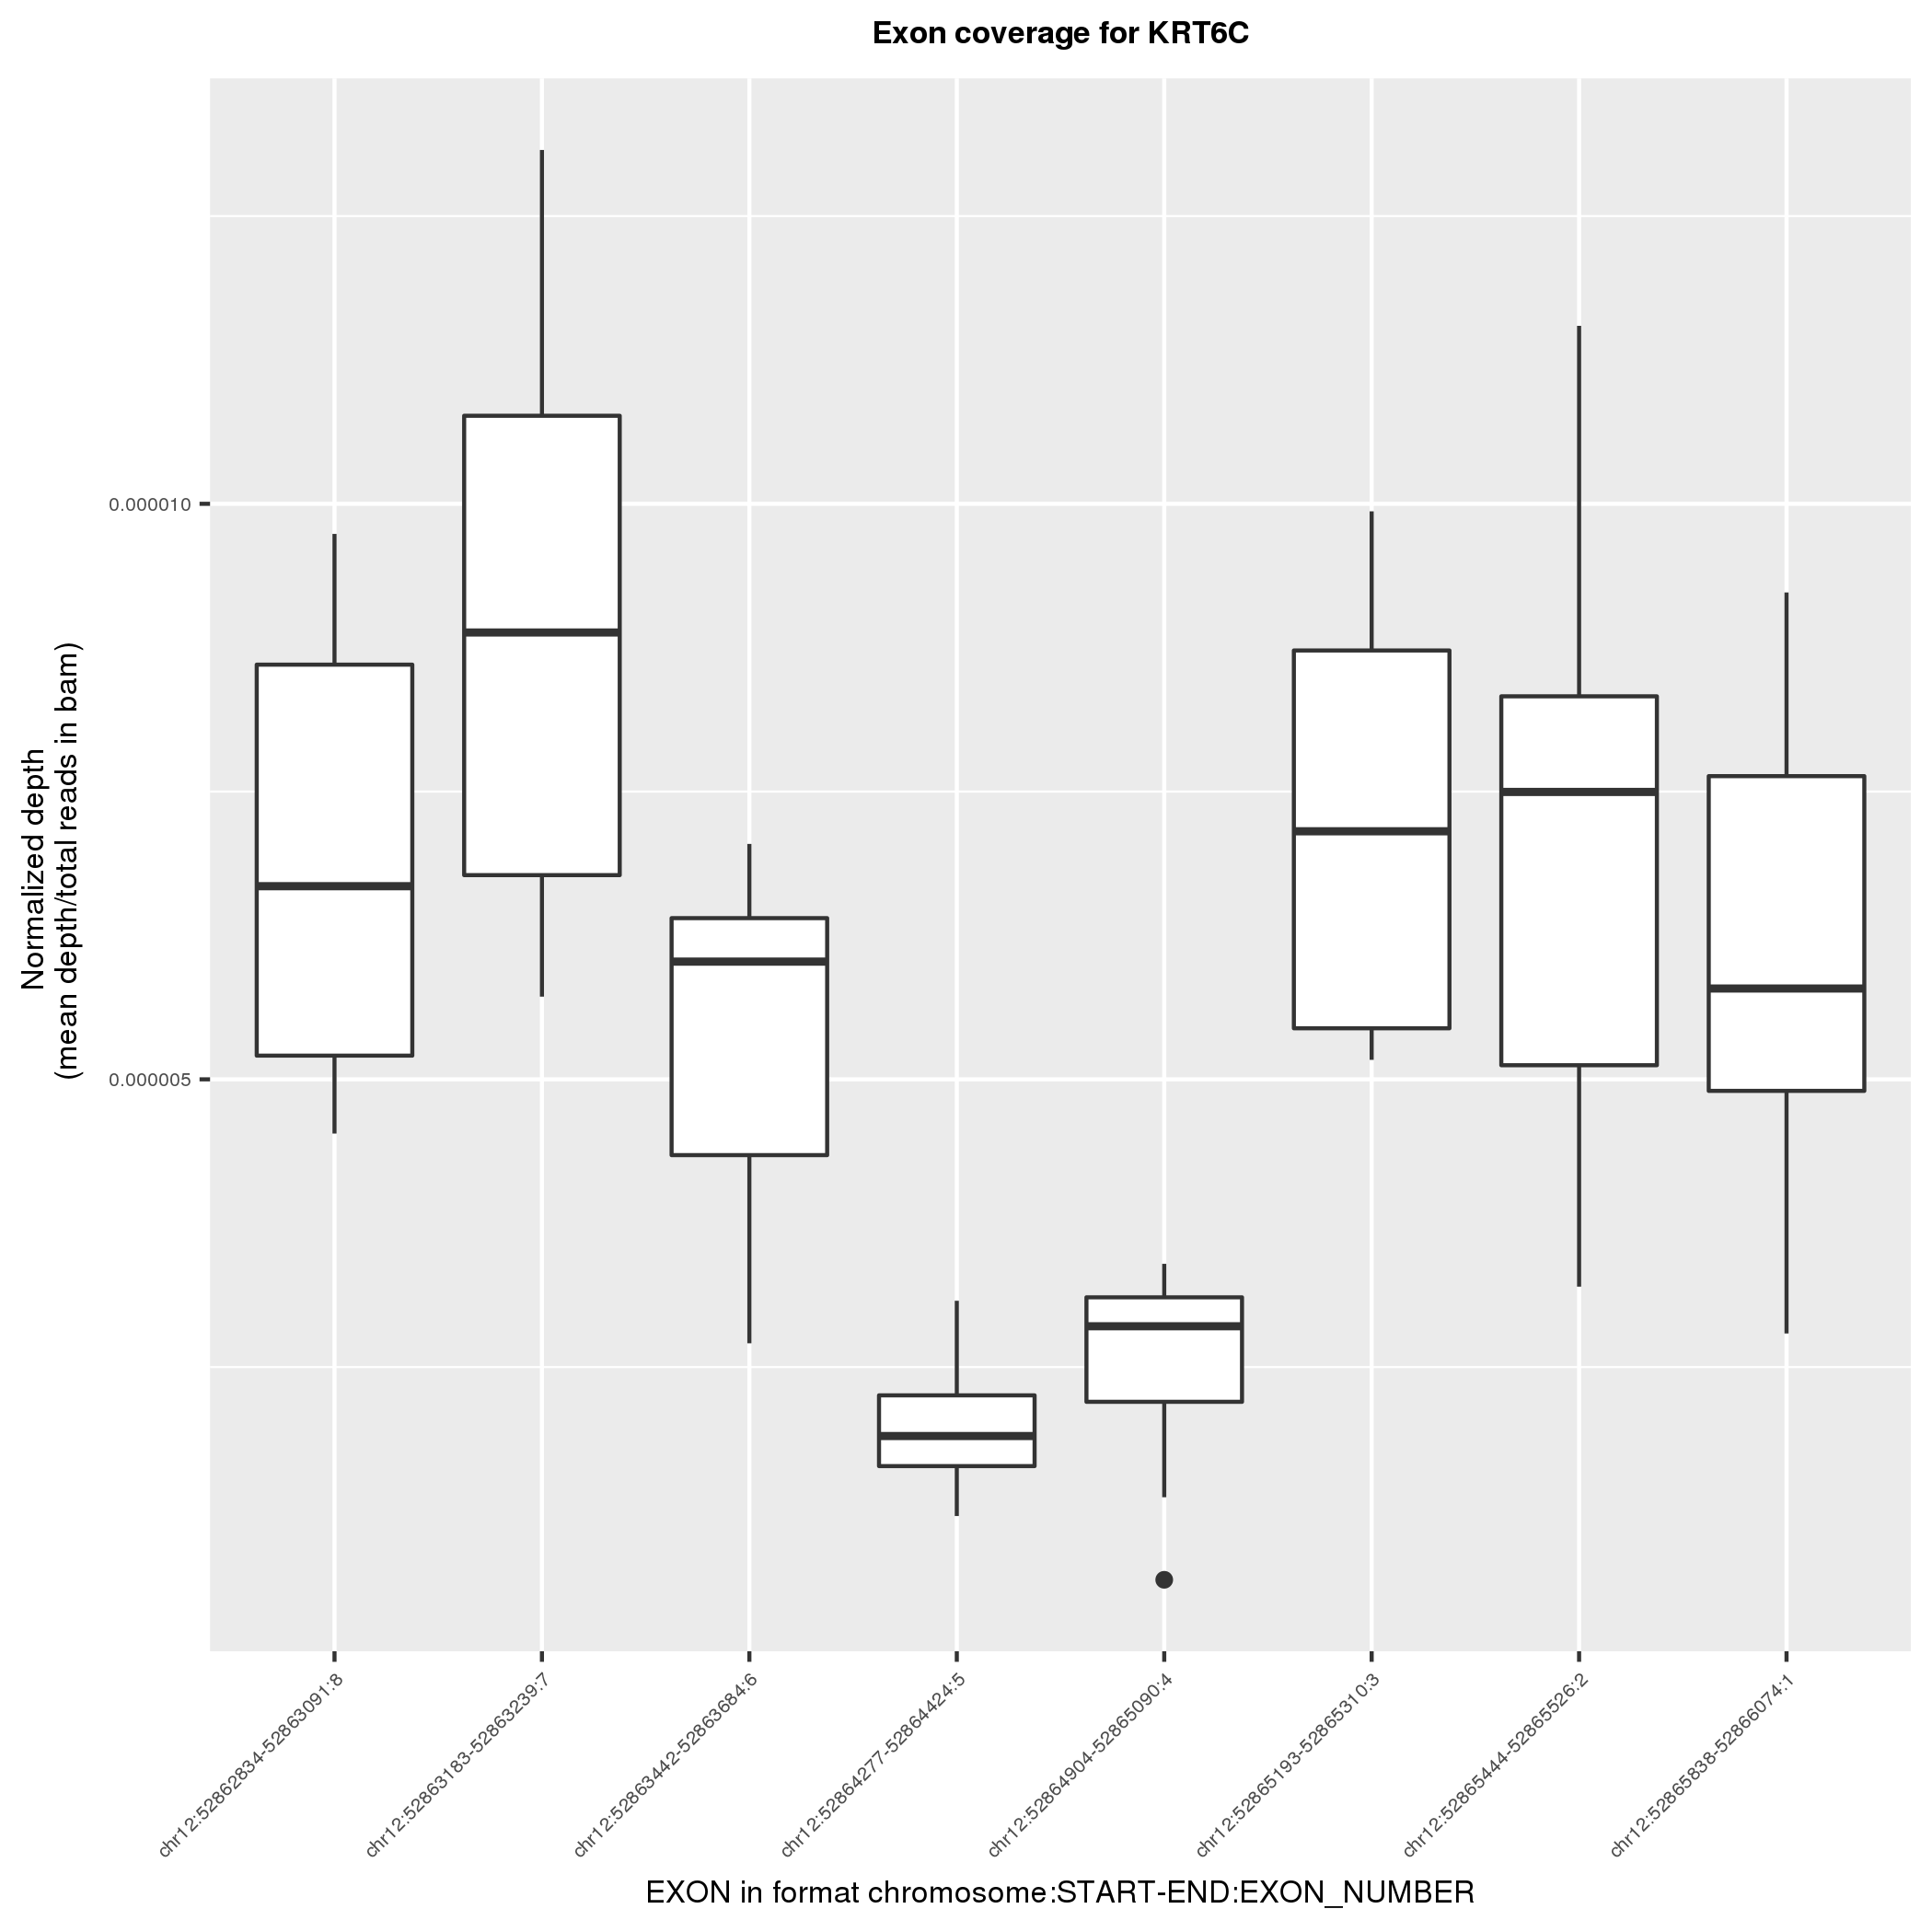 Exon coverage for KRT6C
Normalized depth
(mean depth/total reads in bam)
0.000010
0.000005
chr12:52862834-52863091:8
chr12:52863183-52863239:7
chr12:52863442-52863684:6
chr12:52864277-52864424:5
chr12:52864904-52865090:4
chr12:52865193-52865310:3
chr12:52865444-52865526:2
chr12:52865838-52866074:1
EXON in format chromosome:START-END:EXON_NUMBER